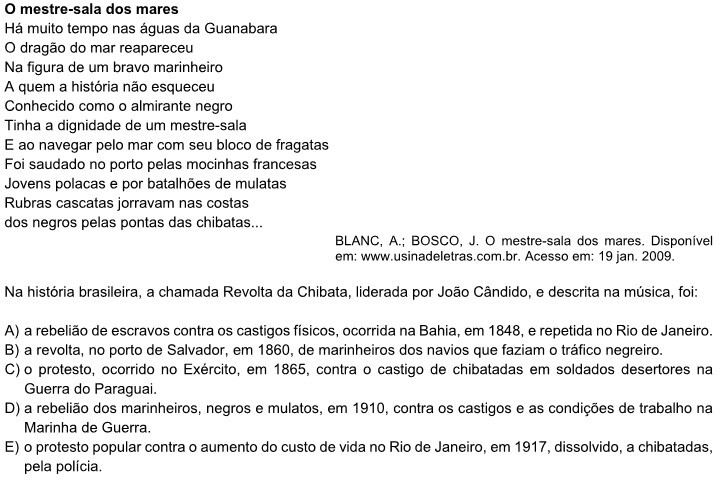 O mestre-sala dos mares
Há muito tempo nas águas da Guanabara
O dragão do mar reapareceu
Na figura de um bravo marinheiro
A quem a história não esqueceu
Conhecido como o almirante negro
Tinha a dignidade de um mestre-sala
E ao navegar pelo mar com seu bloco de fragatas
Foi saudado no porto pelas mocinhas francesas
Jovens polacas e por batalhões de mulatas
Rubras cascatas jorravam nas costas
dos negros pelas pontas das chibatas...
BLANC, A.; BOSCO, J. O mestre-sala dos mares. Disponível
em: www.usinadeletras.com.br. Acesso em: 19 jan. 2009.
Na história brasileira, a chamada Revolta da Chibata, liderada por João Cândido, e descrita na música, foi:
A) a rebelião de escravos contra os castigos físicos, ocorrida na Bahia, em 1848, e repetida no Rio de Janeiro.
B) a revolta, no porto de Salvador, em 1860, de marinheiros dos navios que faziam o tráfico negreiro.
C) o protesto, ocorrido no Exército, em 1865, contra o castigo de chibatadas em soldados desertores na
Guerra do Paraguai.
D) a rebelião dos marinheiros, negros e mulatos, em 1910, contra os castigos e as condições de trabalho na
Marinha de Guerra.
E) o protesto popular contra o aumento do custo de vida no Rio de Janeiro, em 1917, dissolvido, a chibatadas,
pela polícia.